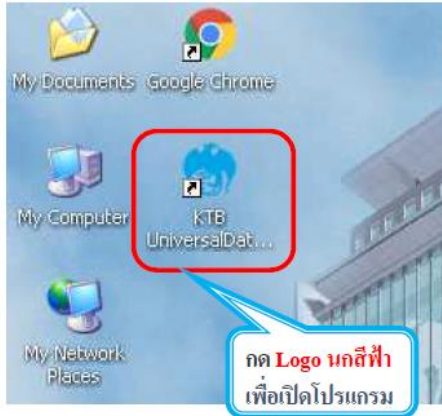 My Documents
Google Chrome
My Computer
KTB
UniversalDat...
My Network
Places
กด Logo นกสีฟ้า
เพื่อเปิดโปรแกรม